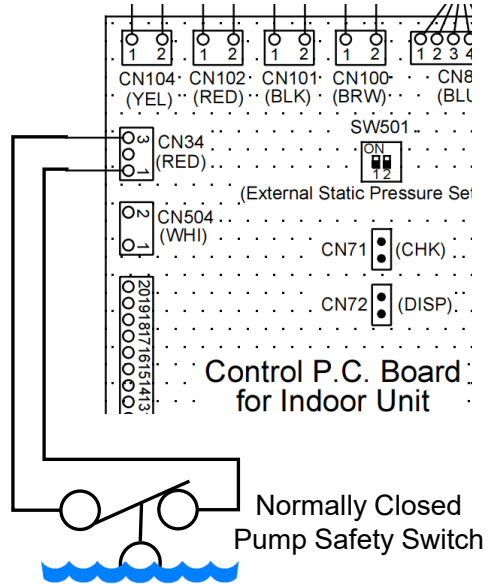 1 2 1 2 1 2 1 2 1 2 3 4
CN104 CN102 CN101 CN100 CN8
(YEL) (RED) (BLK) (BRW) (BLU
3 CN34 SW501
(RED) ON
1 1 2
(External Static Pressure Set
2 CN504
(WHI)
1 CN71 (CHK)
CN72 (DISP)
20 19 18 17 16 15 14 13
Control P.C. Board
for Indoor Unit
Normally Closed
Pump Safety Switch